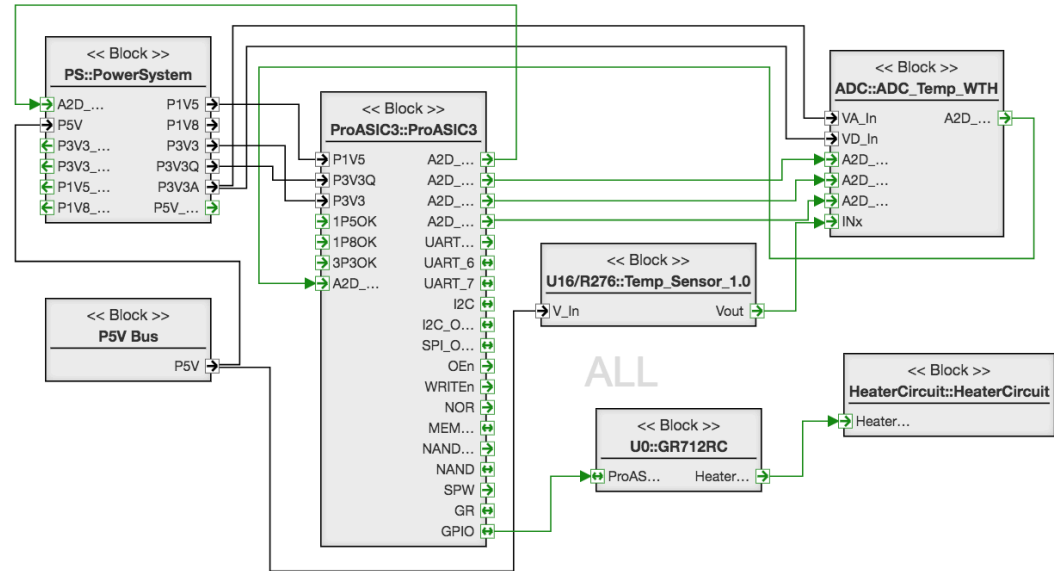 << Block >>
PS::PowerSystem
A2D_... P1V5
P5V P1V8
P3V3_... P3V3
P3V3_... P3V3Q
P1V5_... P3V3A
P1V8_... P5V_...
<< Block >>
P5V Bus
P5V
<< Block >>
ProASIC3::ProASIC3
P1V5 A2D_...
P3V3Q A2D_...
P3V3 A2D_...
1P5OK A2D_...
1P8OK UART...
3P3OK UART_6
A2D_... UART_7
I2C
I2C_O...
SPI_O...
OEn
WRITEn
NOR
MEM...
NAND...
NAND
SPW
GR
GPIO
<< Block >>
ADC::ADC_Temp_WTH
VA_In A2D_...
VD_In
A2D_...
A2D_...
A2D_...
INx
<< Block >>
U16/R276::Temp_Sensor_1.0
V_In Vout
ALL
<< Block >>
HeaterCircuit::HeaterCircuit
Heater...
<< Block >>
U0::GR712RC
ProAS... Heater...